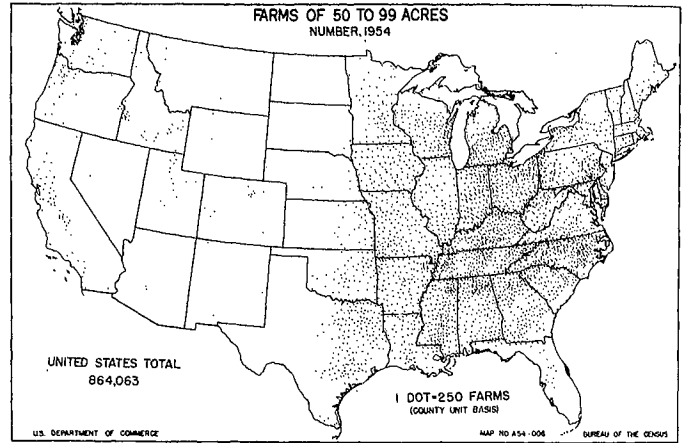 FARMS OF 50 TO 99 ACRES
NUMBER, 1954
UNITED STATES TOTAL
864,063
1 DOT=250 FARMS
(COUNTY UNIT BASIS)
U.S. DEPARTMENT OF COMMERCE
MAP NO A54-006
BUREAU OF THE CENSUS